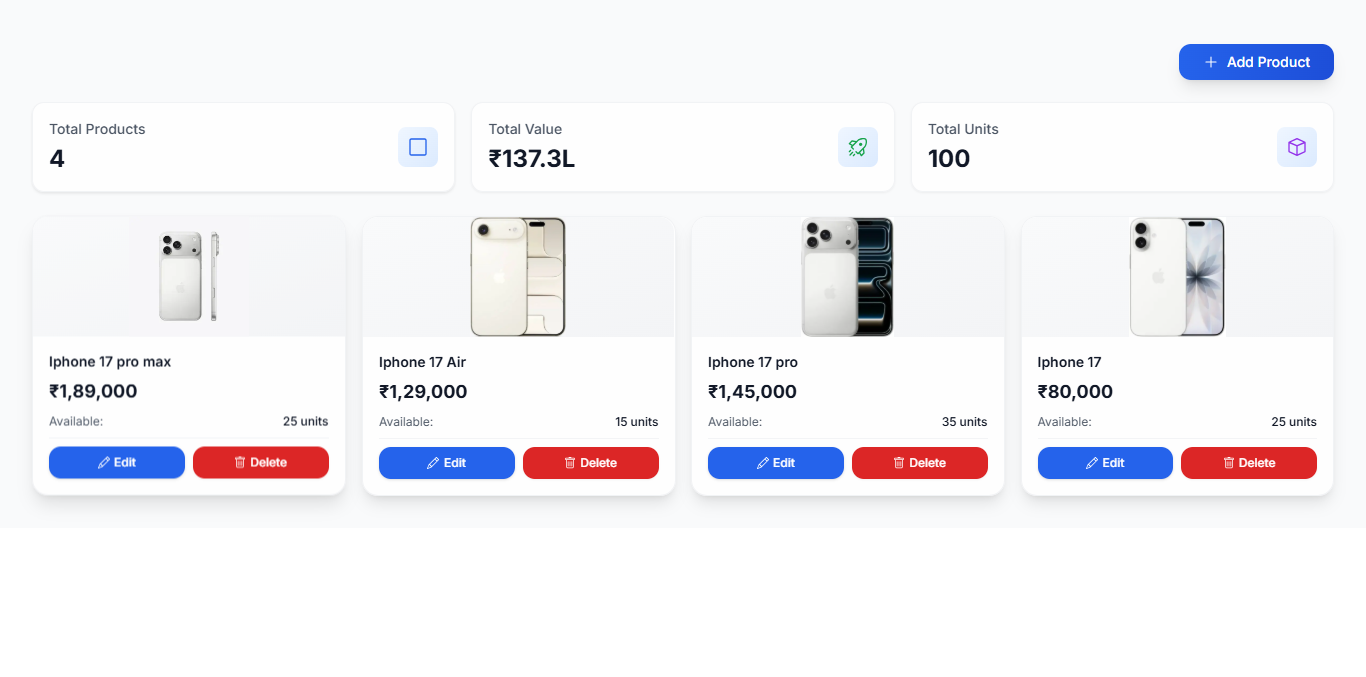 Add Product
Total Products
4
Total Value
₹137.3L
Total Units
100
Iphone 17 pro max
₹1,89,000
Available: 25 units
Edit Delete
Iphone 17 Air
₹1,29,000
Available: 15 units
Edit Delete
Iphone 17 pro
₹1,45,000
Available: 35 units
Edit Delete
Iphone 17
₹80,000
Available: 25 units
Edit Delete